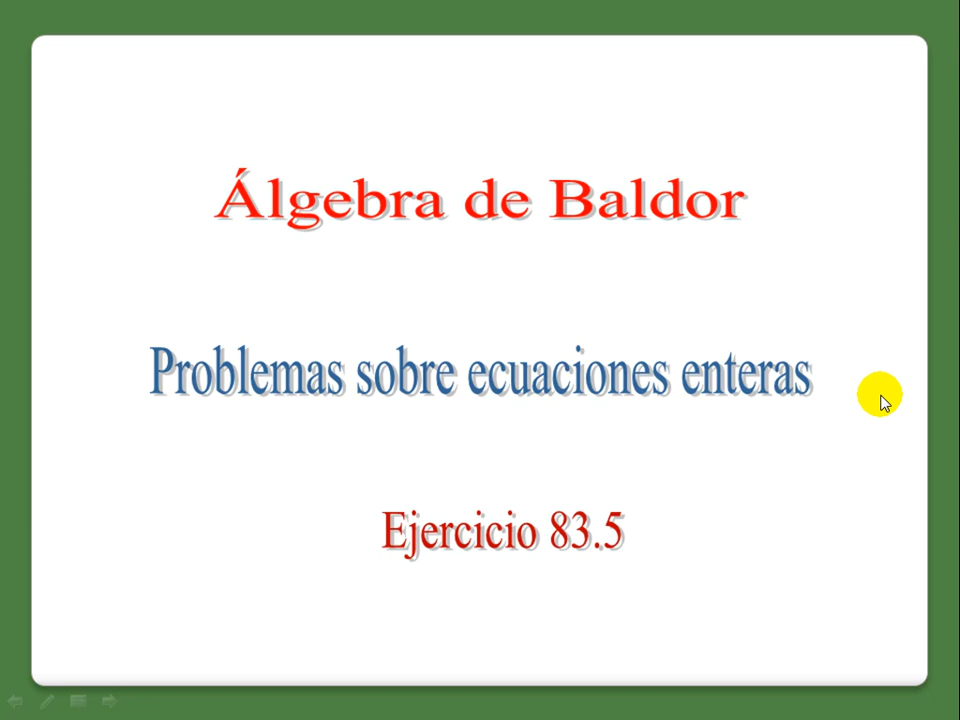 Álgebra de Baldor
Problemas sobre ecuaciones enteras
Ejercicio 83.5